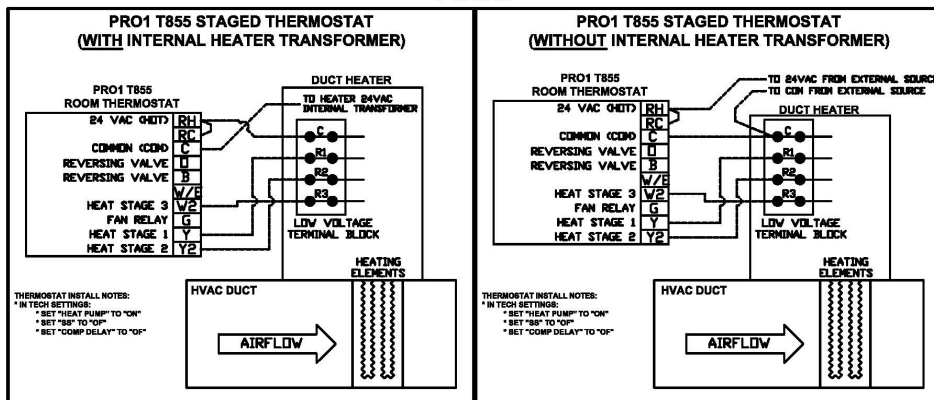 PRO1 T855 STAGED THERMOSTAT
(WITH INTERNAL HEATER TRANSFORMER)
DUCT HEATER
PRO1 T855
ROOM THERMOSTAT
TO HEATER 24VAC
INTERNAL TRANSFORMER
24 VAC (HOT) RH
RC
COMMON (COM) C
REVERSING VALVE O
REVERSING VALVE B
W/E
HEAT STAGE 3 W2
FAN RELAY G
HEAT STAGE 1 Y
HEAT STAGE 2 Y2
C
R1
R2
R3
LOW VOLTAGE
TERMINAL BLOCK
HEATING
ELEMENTS
HVAC DUCT
AIRFLOW
THERMOSTAT INSTALL NOTES:
* IN TECH SETTINGS:
* SET "HEAT PUMP" TO "ON"
* SET "SS" TO "OF"
* SET "COMP DELAY" TO "OF"
PRO1 T855 STAGED THERMOSTAT
(WITHOUT INTERNAL HEATER TRANSFORMER)
TO 24VAC FROM EXTERNAL SOURCE
TO COM FROM EXTERNAL SOURCE
PRO1 T855
ROOM THERMOSTAT
DUCT HEATER
24 VAC (HOT) RH
RC
COMMON (COM) C
REVERSING VALVE O
REVERSING VALVE B
W/E
HEAT STAGE 3 W2
FAN RELAY G
HEAT STAGE 1 Y
HEAT STAGE 2 Y2
C
R1
R2
R3
LOW VOLTAGE
TERMINAL BLOCK
HEATING
ELEMENTS
HVAC DUCT
AIRFLOW
THERMOSTAT INSTALL NOTES:
* IN TECH SETTINGS:
* SET "HEAT PUMP" TO "ON"
* SET "SS" TO "OF"
* SET "COMP DELAY" TO "OF"